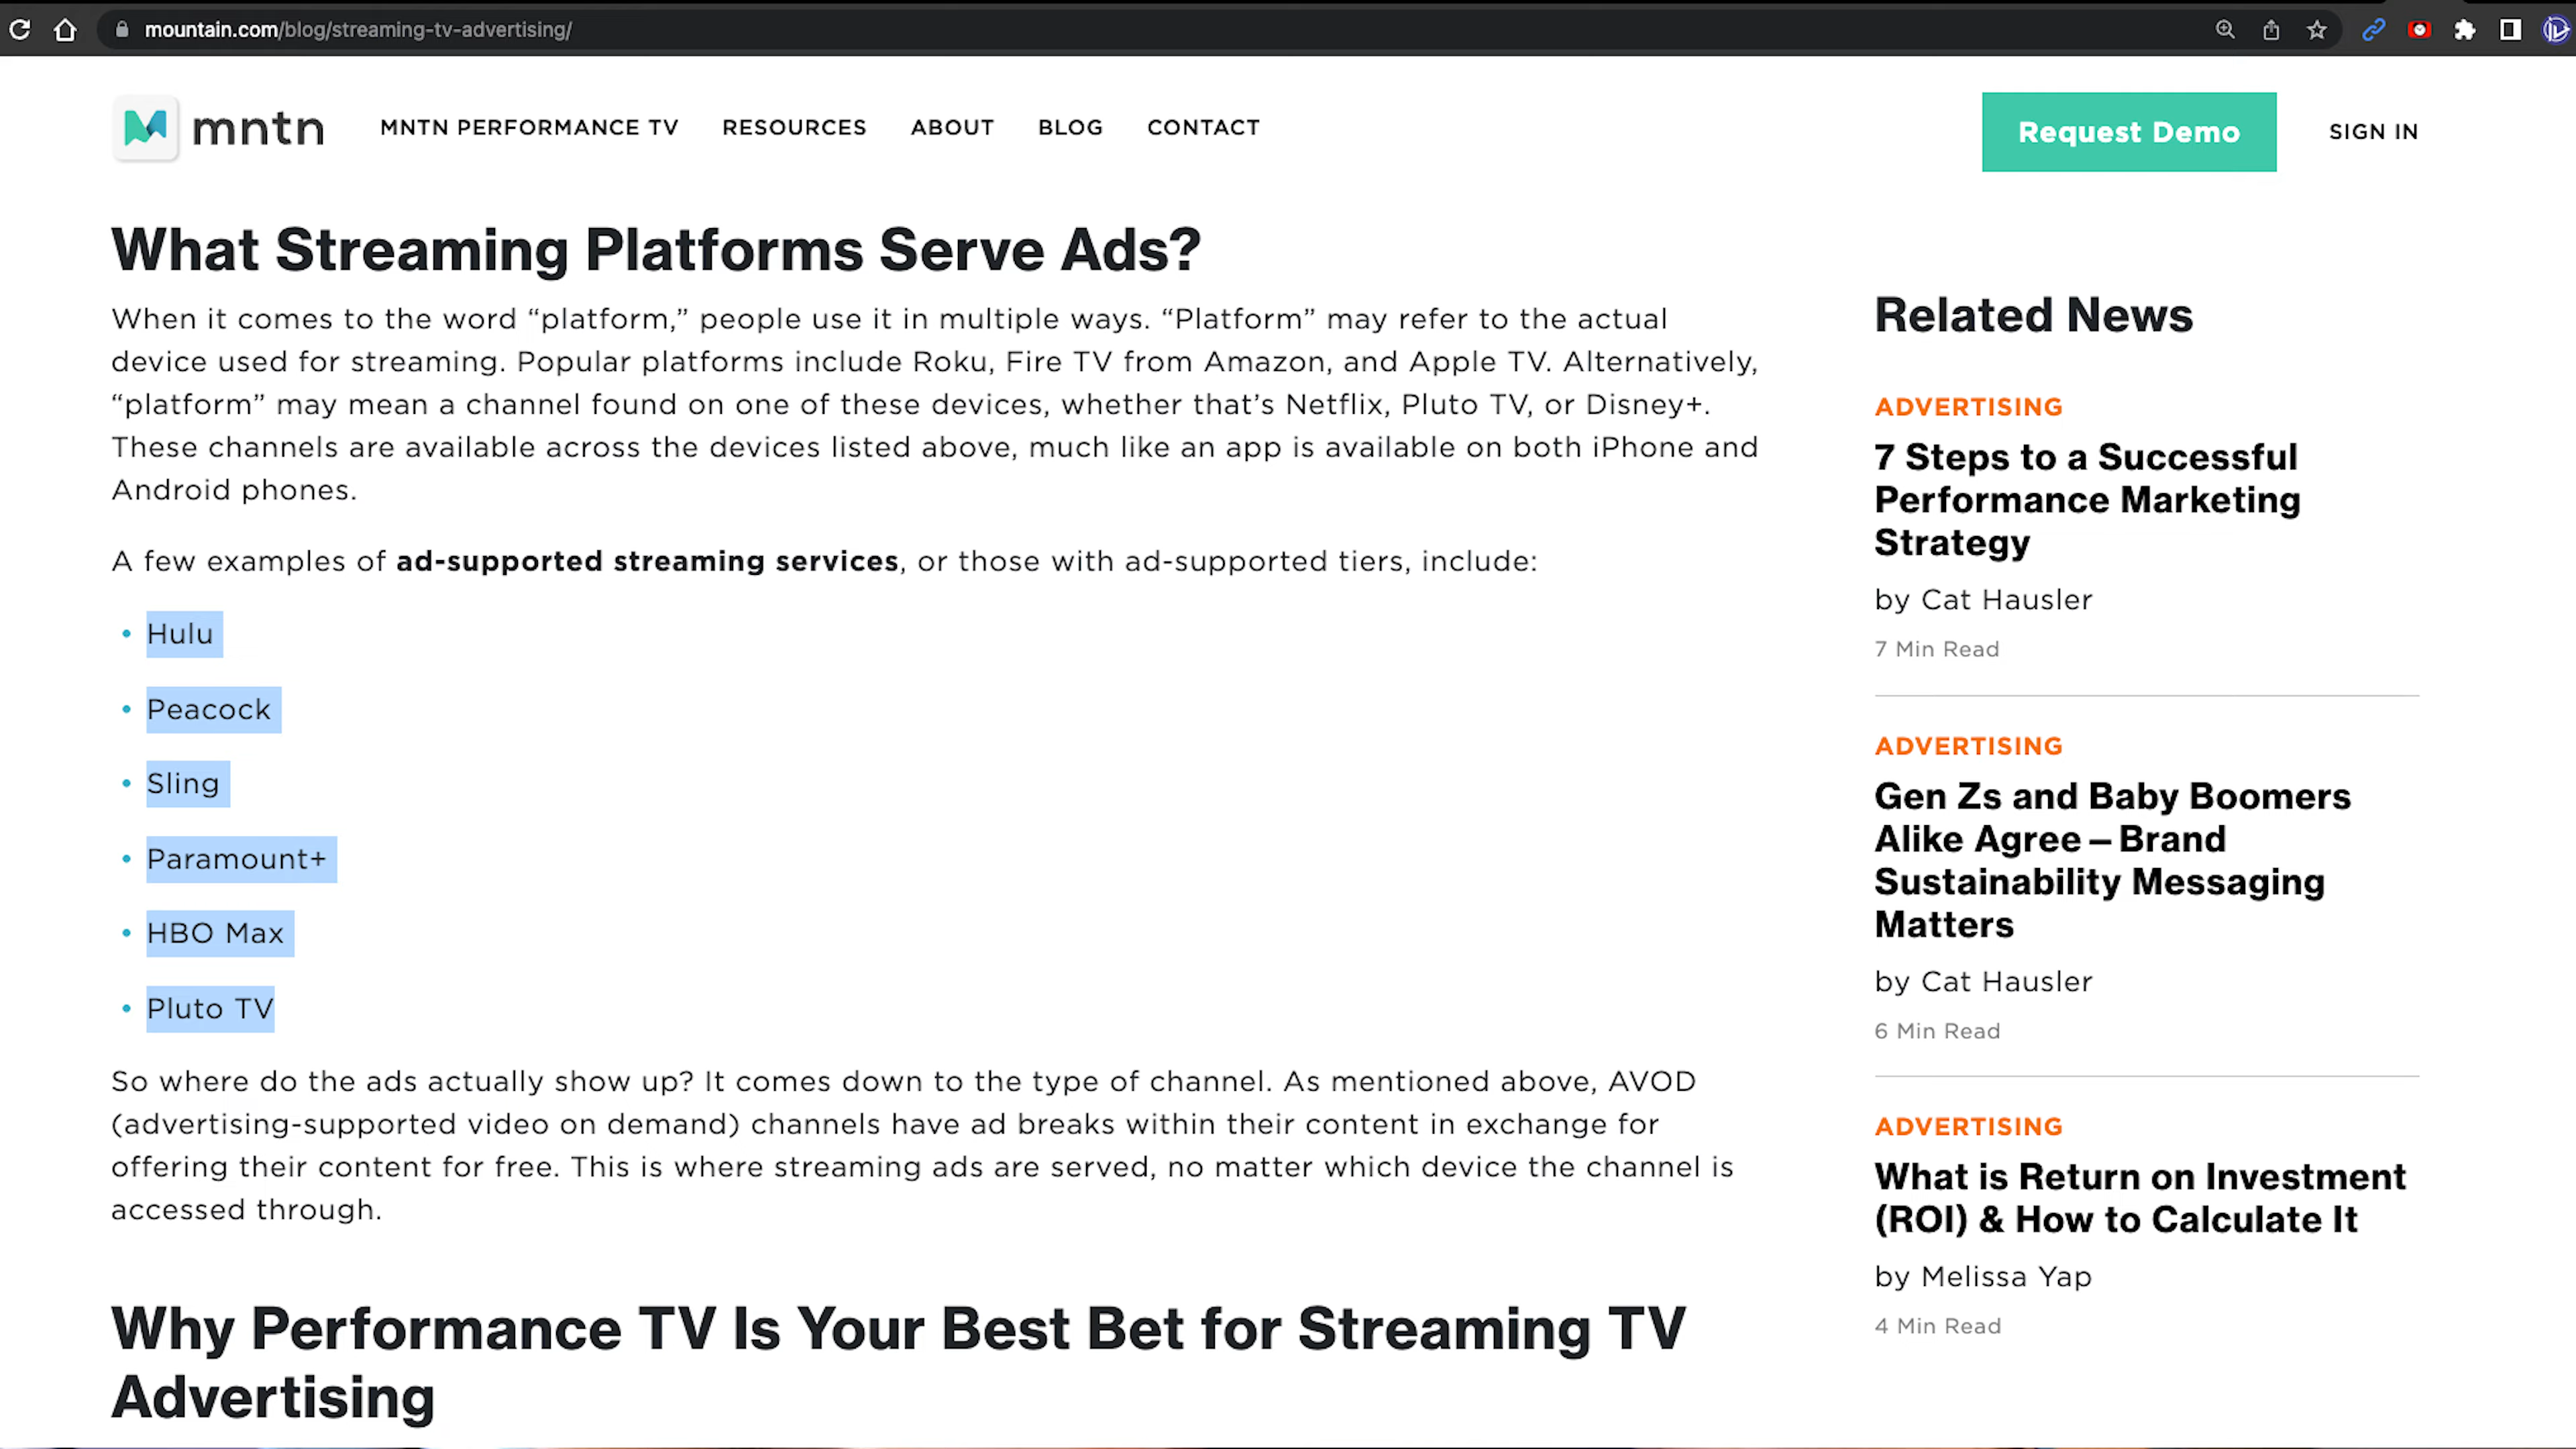 mountain.com/blog/streaming-tv-advertising/
mntn
MNTN PERFORMANCE TV
RESOURCES
ABOUT
BLOG
CONTACT
Request Demo
SIGN IN
What Streaming Platforms Serve Ads?
When it comes to the word “platform,” people use it in multiple ways. “Platform” may refer to the actual
device used for streaming. Popular platforms include Roku, Fire TV from Amazon, and Apple TV. Alternatively,
“platform” may mean a channel found on one of these devices, whether that’s Netflix, Pluto TV, or Disney+.
These channels are available across the devices listed above, much like an app is available on both iPhone and
Android phones.
A few examples of ad-supported streaming services, or those with ad-supported tiers, include:
• Hulu
• Peacock
• Sling
• Paramount+
• HBO Max
• Pluto TV
So where do the ads actually show up? It comes down to the type of channel. As mentioned above, AVOD
(advertising-supported video on demand) channels have ad breaks within their content in exchange for
offering their content for free. This is where streaming ads are served, no matter which device the channel is
accessed through.
Why Performance TV Is Your Best Bet for Streaming TV
Advertising
Related News
ADVERTISING
7 Steps to a Successful
Performance Marketing
Strategy
by Cat Hausler
7 Min Read
ADVERTISING
Gen Zs and Baby Boomers
Alike Agree – Brand
Sustainability Messaging
Matters
by Cat Hausler
6 Min Read
ADVERTISING
What is Return on Investment
(ROI) & How to Calculate It
by Melissa Yap
4 Min Read